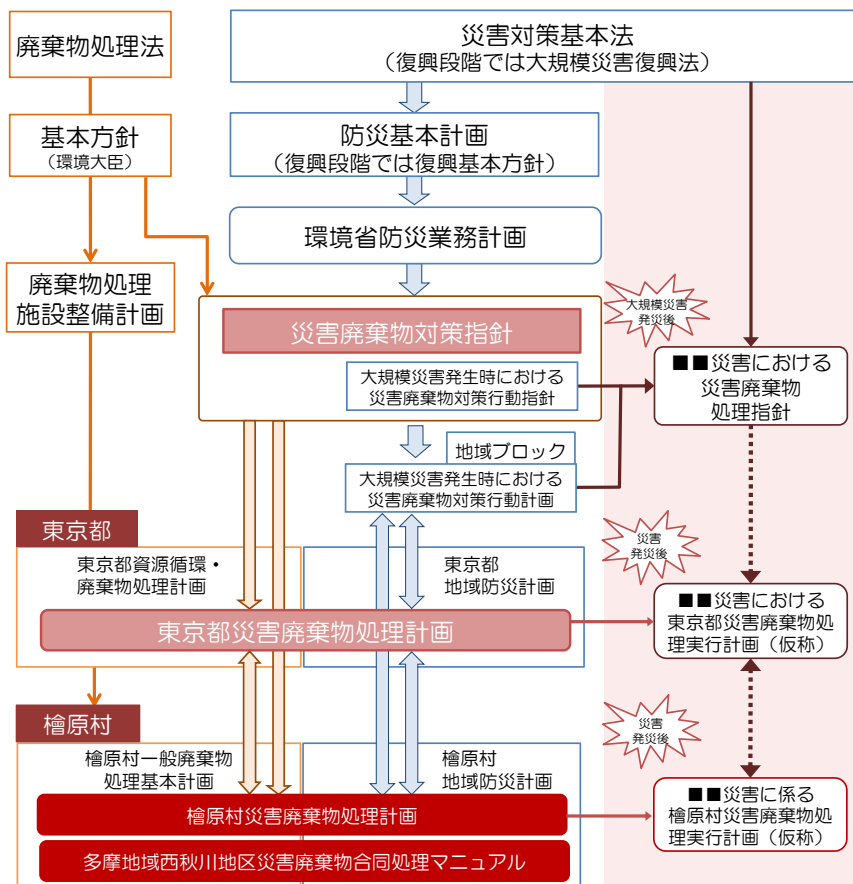 廃棄物処理法
災害対策基本法
(復興段階では大規模災害復興法)
基本方針
(環境大臣)
防災基本計画
(復興段階では復興基本方針)
環境省防災業務計画
廃棄物処理
施設整備計画
大規模災害
発災後
災害廃棄物対策指針
大規模災害発生時における
災害廃棄物対策行動指針
■■災害における
災害廃棄物
処理指針
地域ブロック
大規模災害発生時における
災害廃棄物対策行動計画
東京都
災害
発災後
東京都資源循環・
廃棄物処理計画
東京都
地域防災計画
東京都災害廃棄物処理計画
■■災害における
東京都災害廃棄物処
理実行計画(仮称)
檜原村
災害
発災後
檜原村一般廃棄物
処理基本計画
檜原村
地域防災計画
檜原村災害廃棄物処理計画
■■災害に係る
檜原村災害廃棄物処
理実行計画(仮称)
多摩地域西秋川地区災害廃棄物合同処理マニュアル